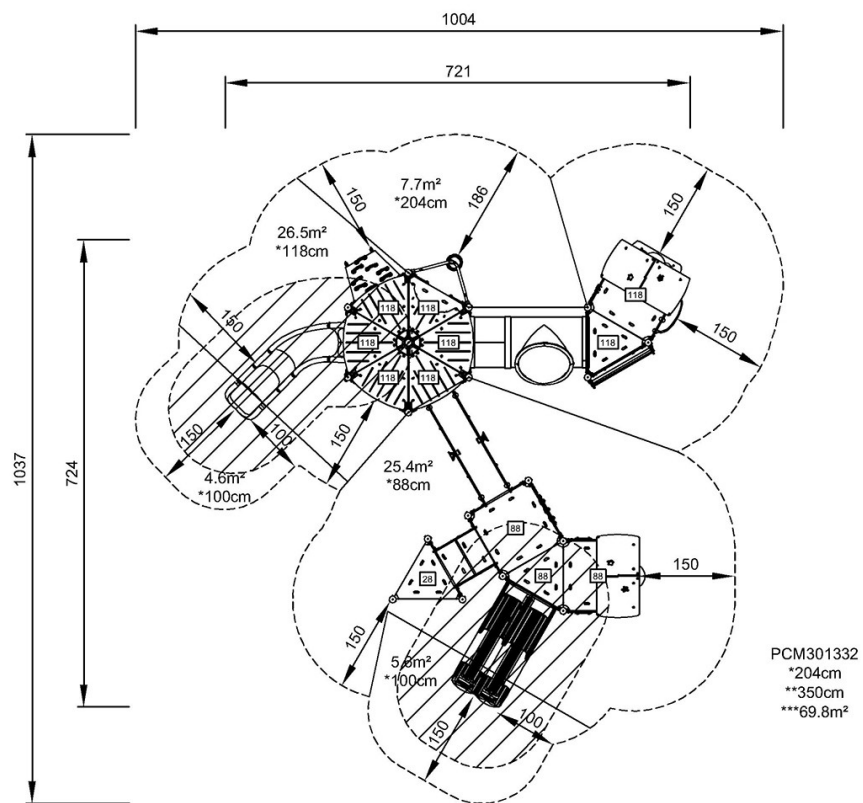 1004
721
1037
724
150
7.7m²
*204cm
186
150
26.5m²
*118cm
118
118
118
118
118
118
118
118
150
150
150
100
150
4.6m²
*100cm
25.4m²
*88cm
88
88
88
28
150
150
5.6m²
*100cm
150
100
PCM301332
*204cm
**350cm
***69.8m²